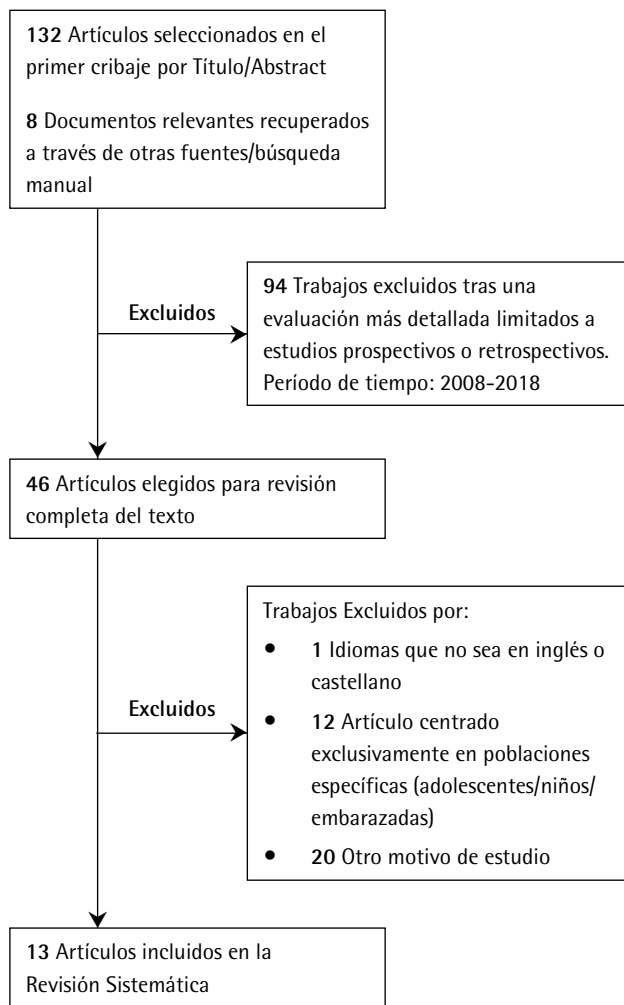 132 Artículos seleccionados en el
primer cribaje por Título/Abstract
8 Documentos relevantes recuperados
a través de otras fuentes/búsqueda
manual
Excluidos
94 Trabajos excluidos tras una
evaluación más detallada limitados a
estudios prospectivos o retrospectivos.
Período de tiempo: 2008-2018
46 Artículos elegidos para revisión
completa del texto
Excluidos
Trabajos Excluidos por:
• 1 Idiomas que no sea en inglés o
castellano
• 12 Artículo centrado
exclusivamente en poblaciones
específicas (adolescentes/niños/
embarazadas)
• 20 Otro motivo de estudio
13 Artículos incluidos en la
Revisión Sistemática